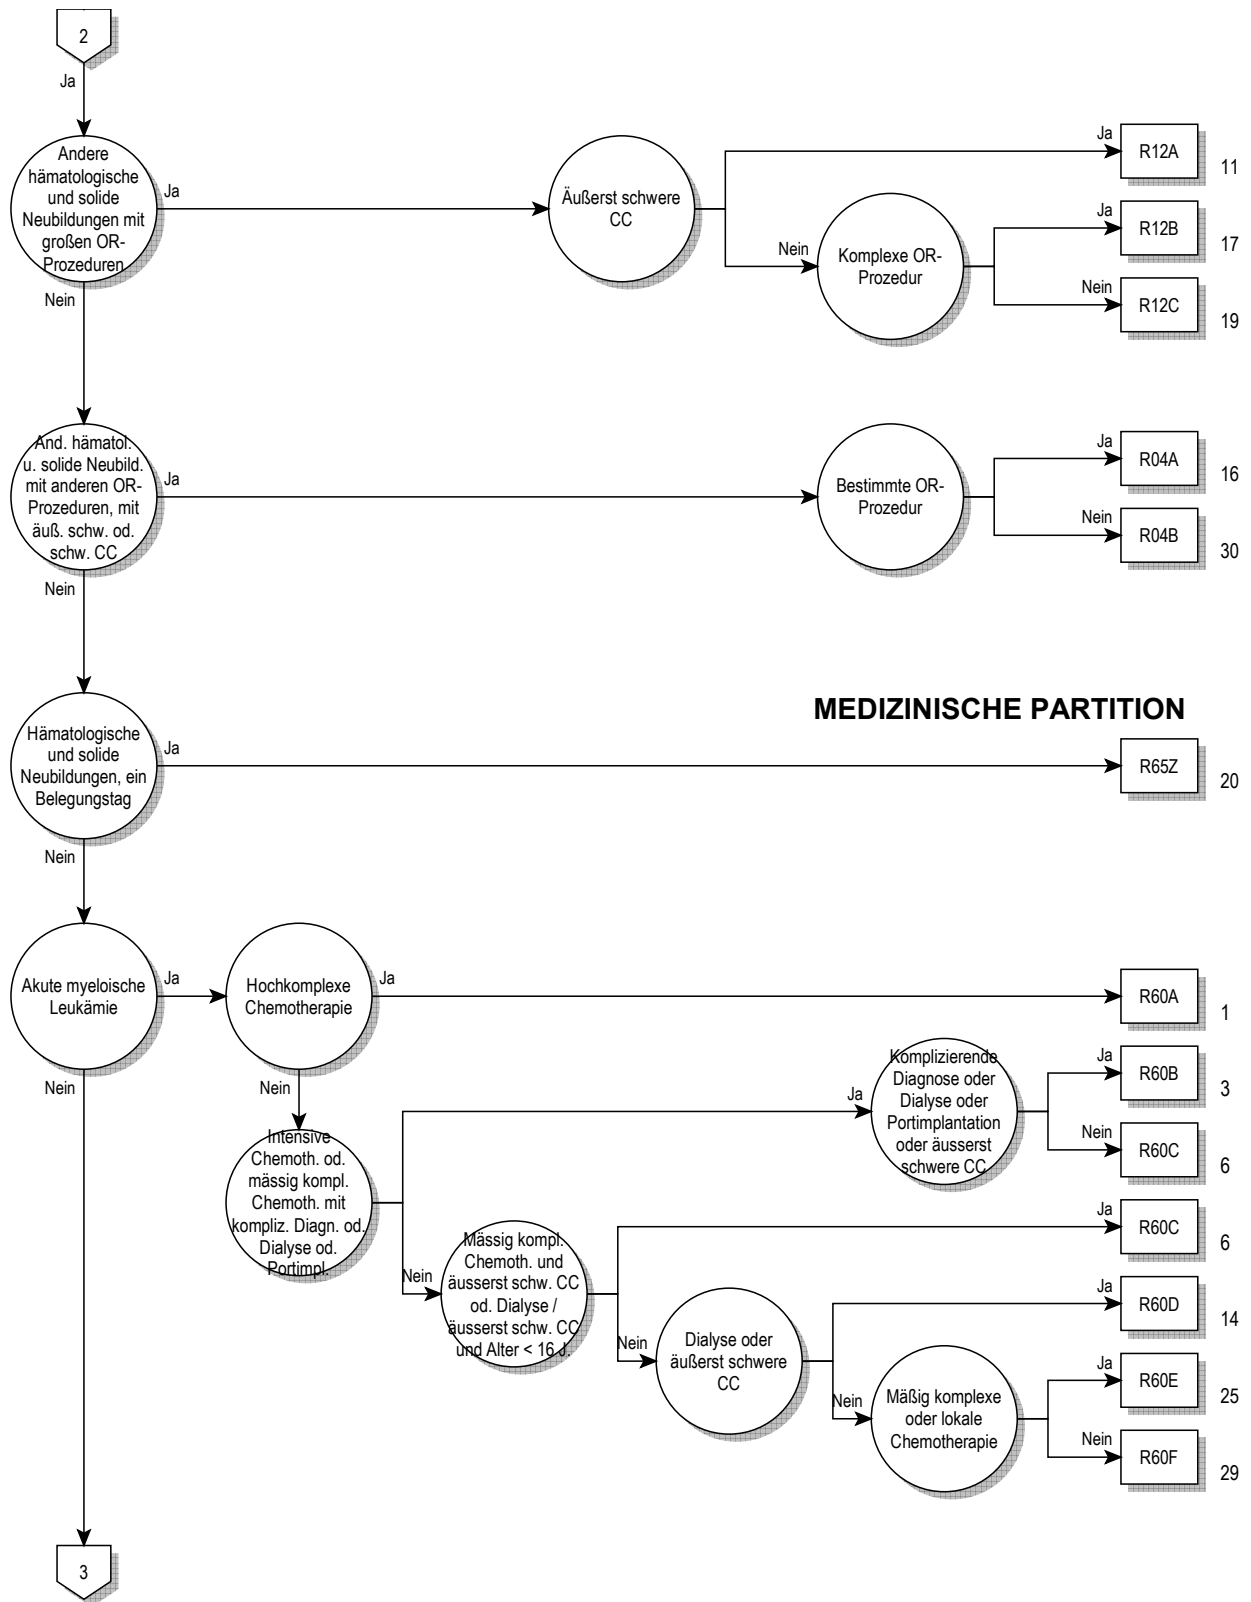 2
Ja
Andere
hämatologische
und solide
Neubildungen mit
großen OR-
Prozeduren
Ja
Äußerst schwere
CC
Ja
R12A
11
Nein
Komplexe OR-
Prozedur
Ja
R12B
17
Nein
R12C
19
Nein
And. hämatol.
u. solide Neubild.
mit anderen OR-
Prozeduren, mit
äuß. schw. od.
schw. CC
Ja
Bestimmte OR-
Prozedur
Ja
R04A
16
Nein
R04B
30
Nein
MEDIZINISCHE PARTITION
Hämatologische
und solide
Neubildungen, ein
Belegungstag
Ja
R65Z
20
Nein
Akute myeloische
Leukämie
Ja
Hochkomplexe
Chemotherapie
Ja
R60A
1
Nein
Nein
Intensive
Chemoth. od.
mässig kompl.
Chemoth. mit
kompliz. Diagn. od.
Dialyse od.
Portimpl.
Ja
Komplizierende
Diagnose oder
Dialyse oder
Portimplantation
oder äusserst
schwere CC
Ja
R60B
3
Nein
R60C
6
Nein
Mässig kompl.
Chemoth. und
äusserst schw. CC
od. Dialyse /
äusserst schw. CC
und Alter < 16 J.
Ja
R60C
6
Nein
Dialyse oder
äußerst schwere
CC
Ja
R60D
14
Nein
Mäßig komplexe
oder lokale
Chemotherapie
Ja
R60E
25
Nein
R60F
29
3